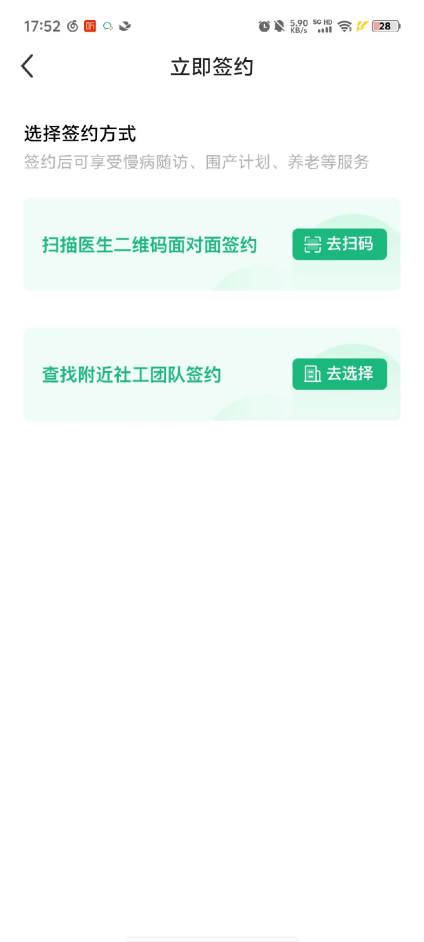 17:52
听
5.90
KB/s
5G HD
28
立即签约
选择签约方式
签约后可享受慢病随访、围产计划、养老等服务
扫描医生二维码面对面签约
去扫码
查找附近社工团队签约
去选择